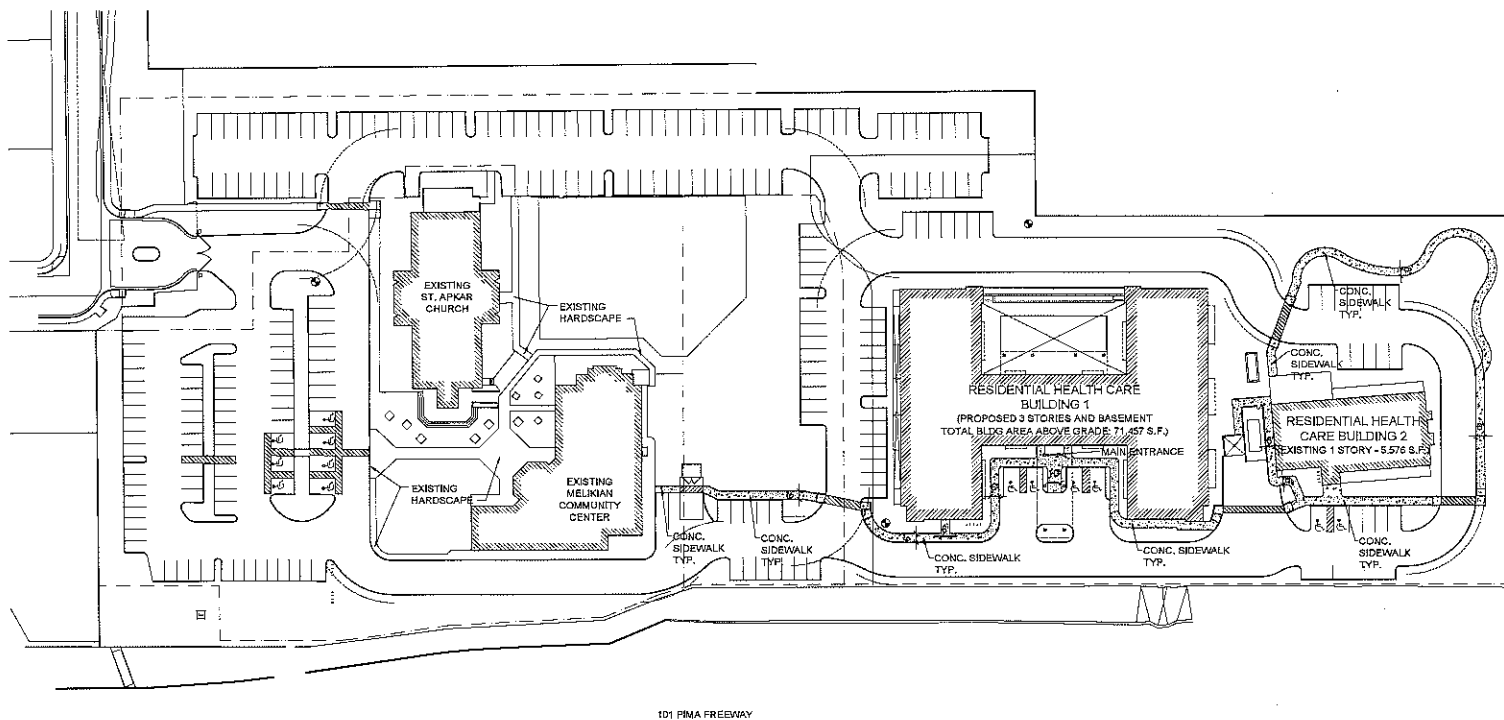 EXISTING
ST. APKAR
CHURCH
EXISTING
HARDSCAPE
CONC.
SIDEWALK
TYP.
CONC.
SIDEWALK
TYP.
RESIDENTIAL HEALTH CARE
BUILDING 1
(PROPOSED 3 STORIES AND BASEMENT
TOTAL BLDG AREA ABOVE GRADE: 71,457 S.F.)
MAIN ENTRANCE
RESIDENTIAL HEALTH
CARE BUILDING 2
(EXISTING 1 STORY - 5,576 S.F.)
EXISTING
HARDSCAPE
EXISTING
MELIKIAN
COMMUNITY
CENTER
CONC.
SIDEWALK
TYP.
CONC.
SIDEWALK
TYP.
CONC. SIDEWALK
TYP.
CONC. SIDEWALK
TYP.
CONC.
SIDEWALK
TYP.
101 PIMA FREEWAY